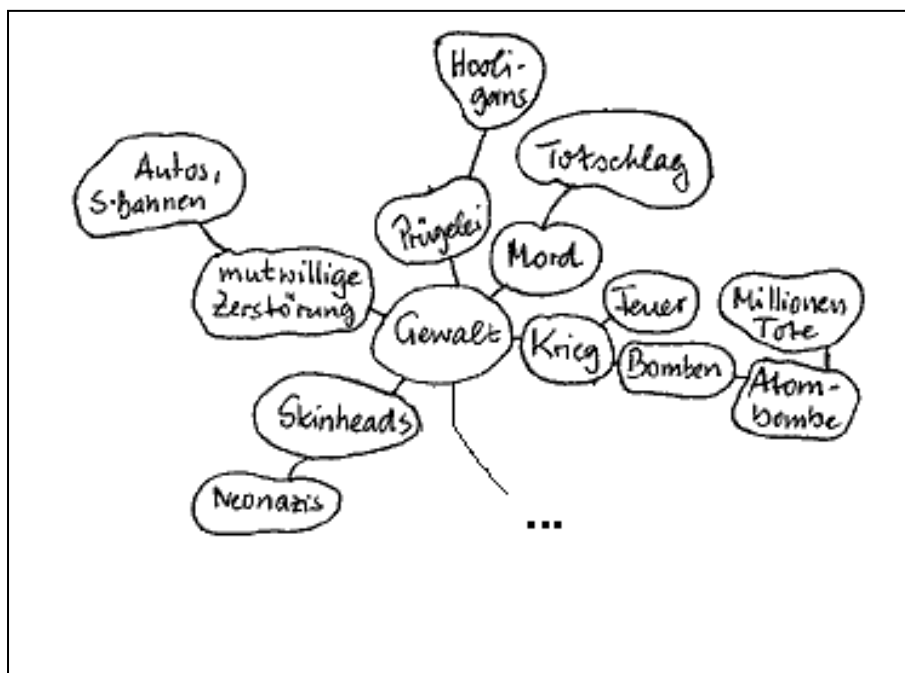 Hooli-
gans
Totschlag
Autos,
S-Bahnen
Prügelei
Mord
mutwillige
Zerstörung
Feuer
Millionen
Tote
Gewalt
Krieg
Bomben
Atom-
bombe
Skinheads
Neonazis
...